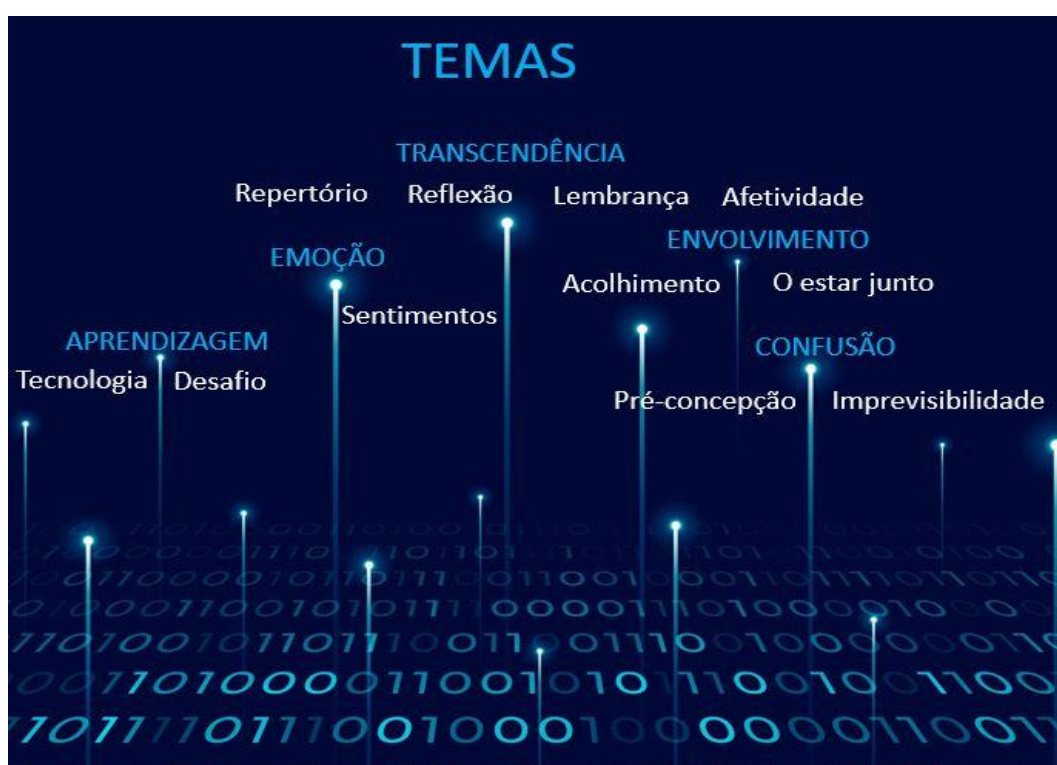 TEMAS
TRANSCENDÊNCIA
Repertório Reflexão Lembrança Afetividade
ENVOLVIMENTO
EMOÇÃO
Acolhimento O estar junto
Sentimentos
APRENDIZAGEM
CONFUSÃO
Tecnologia Desafio
Pré-concepção Imprevisibilidade